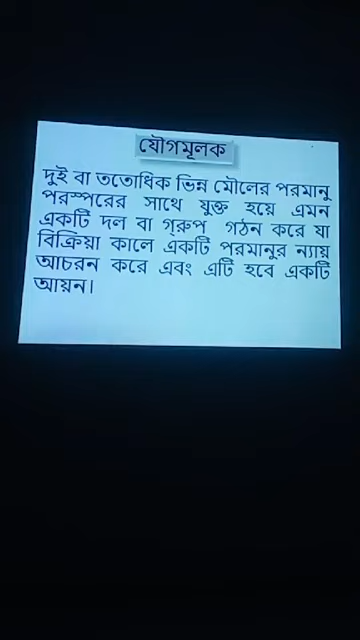 যৌগমূলক
দুই বা ততোধিক ভিন্ন মৌলের পরমানু
পরস্পরের সাথে যুক্ত হয়ে এমন
একটি দল বা গ্রুপ গঠন করে যা
বিক্রিয়া কালে একটি পরমানুর ন্যায়
আচরন করে এবং এটি হবে একটি
আয়ন।